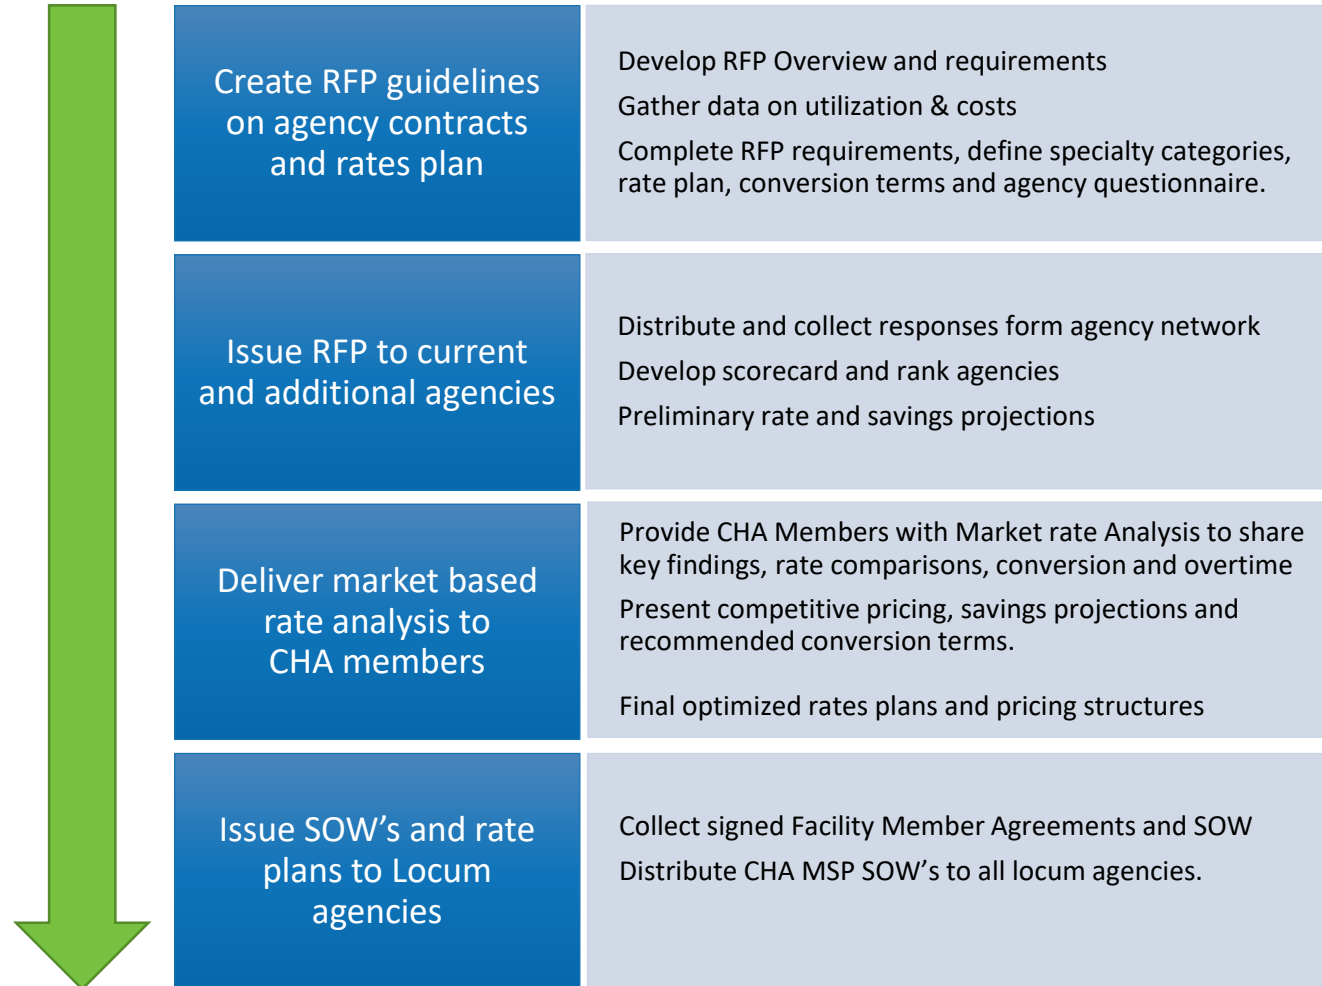 Create RFP guidelines
on agency contracts
and rates plan
Develop RFP Overview and requirements
Gather data on utilization & costs
Complete RFP requirements, define specialty categories,
rate plan, conversion terms and agency questionnaire.
Issue RFP to current
and additional agencies
Distribute and collect responses form agency network
Develop scorecard and rank agencies
Preliminary rate and savings projections
Deliver market based
rate analysis to
CHA members
Provide CHA Members with Market rate Analysis to share
key findings, rate comparisons, conversion and overtime
Present competitive pricing, savings projections and
recommended conversion terms.
Final optimized rates plans and pricing structures
Issue SOW’s and rate
plans to Locum
agencies
Collect signed Facility Member Agreements and SOW
Distribute CHA MSP SOW’s to all locum agencies.